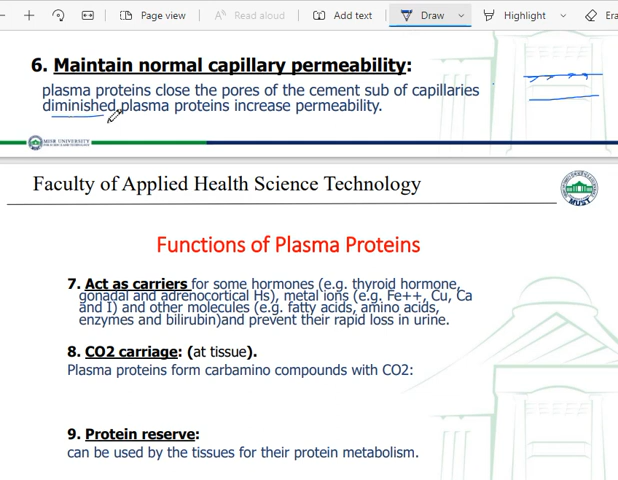 Page view
Read aloud
Add text
Draw
Highlight
Era
6. Maintain normal capillary permeability:
plasma proteins close the pores of the cement sub of capillaries
diminished plasma proteins increase permeability.
MISR UNIVERSITY
Faculty of Applied Health Science Technology
MUST
Functions of Plasma Proteins
7. Act as carriers for some hormones (e.g. thyroid hormone,
gonadal and adrenocortical Hs), metal ions (e.g. Fe++, Cu, Ca
and I) and other molecules (e.g. fatty acids, amino acids,
enzymes and bilirubin)and prevent their rapid loss in urine.
8. CO2 carriage: (at tissue).
Plasma proteins form carbamino compounds with CO2:
9. Protein reserve:
can be used by the tissues for their protein metabolism.